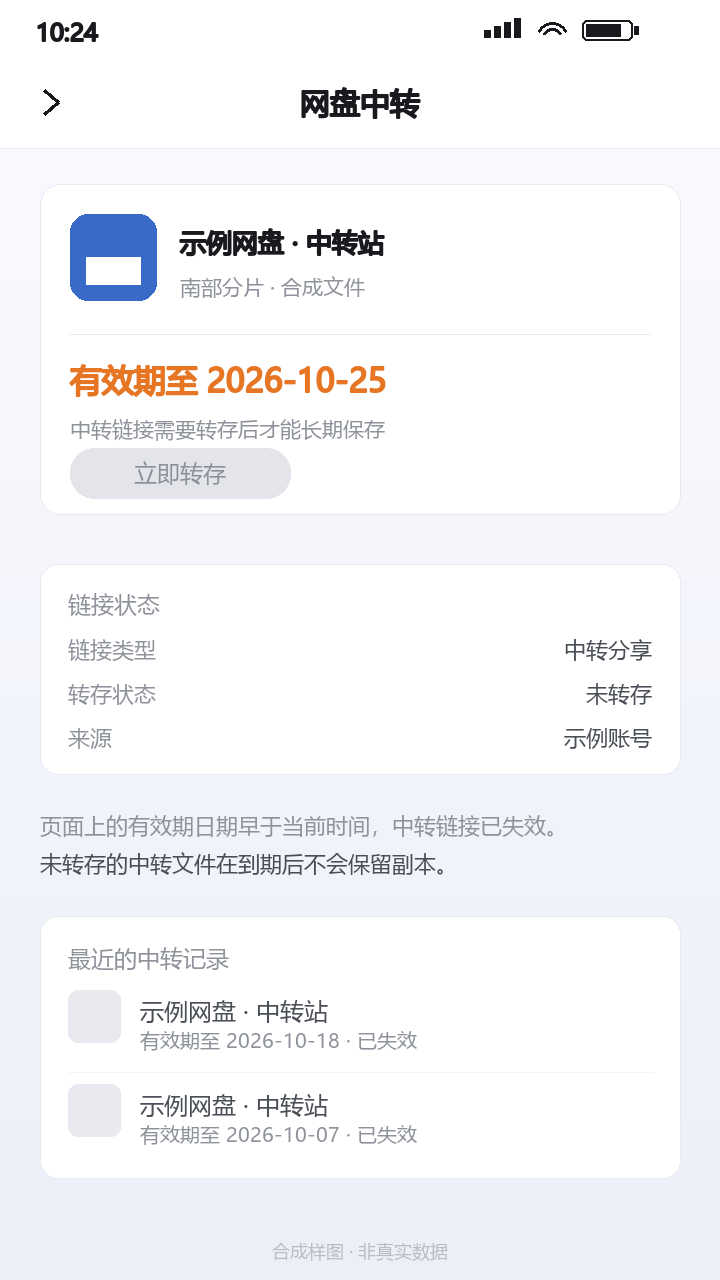 10:24
网盘中转
示例网盘 · 中转站
南部分片 · 合成文件
有效期至 2026-10-25
中转链接需要转存后才能长期保存
立即转存
链接状态
链接类型 中转分享
转存状态 未转存
来源 示例账号
页面上的有效期日期早于当前时间，中转链接已失效。
未转存的中转文件在到期后不会保留副本。
最近的中转记录
示例网盘 · 中转站
有效期至 2026-10-18 · 已失效
示例网盘 · 中转站
有效期至 2026-10-07 · 已失效
合成样图 · 非真实数据